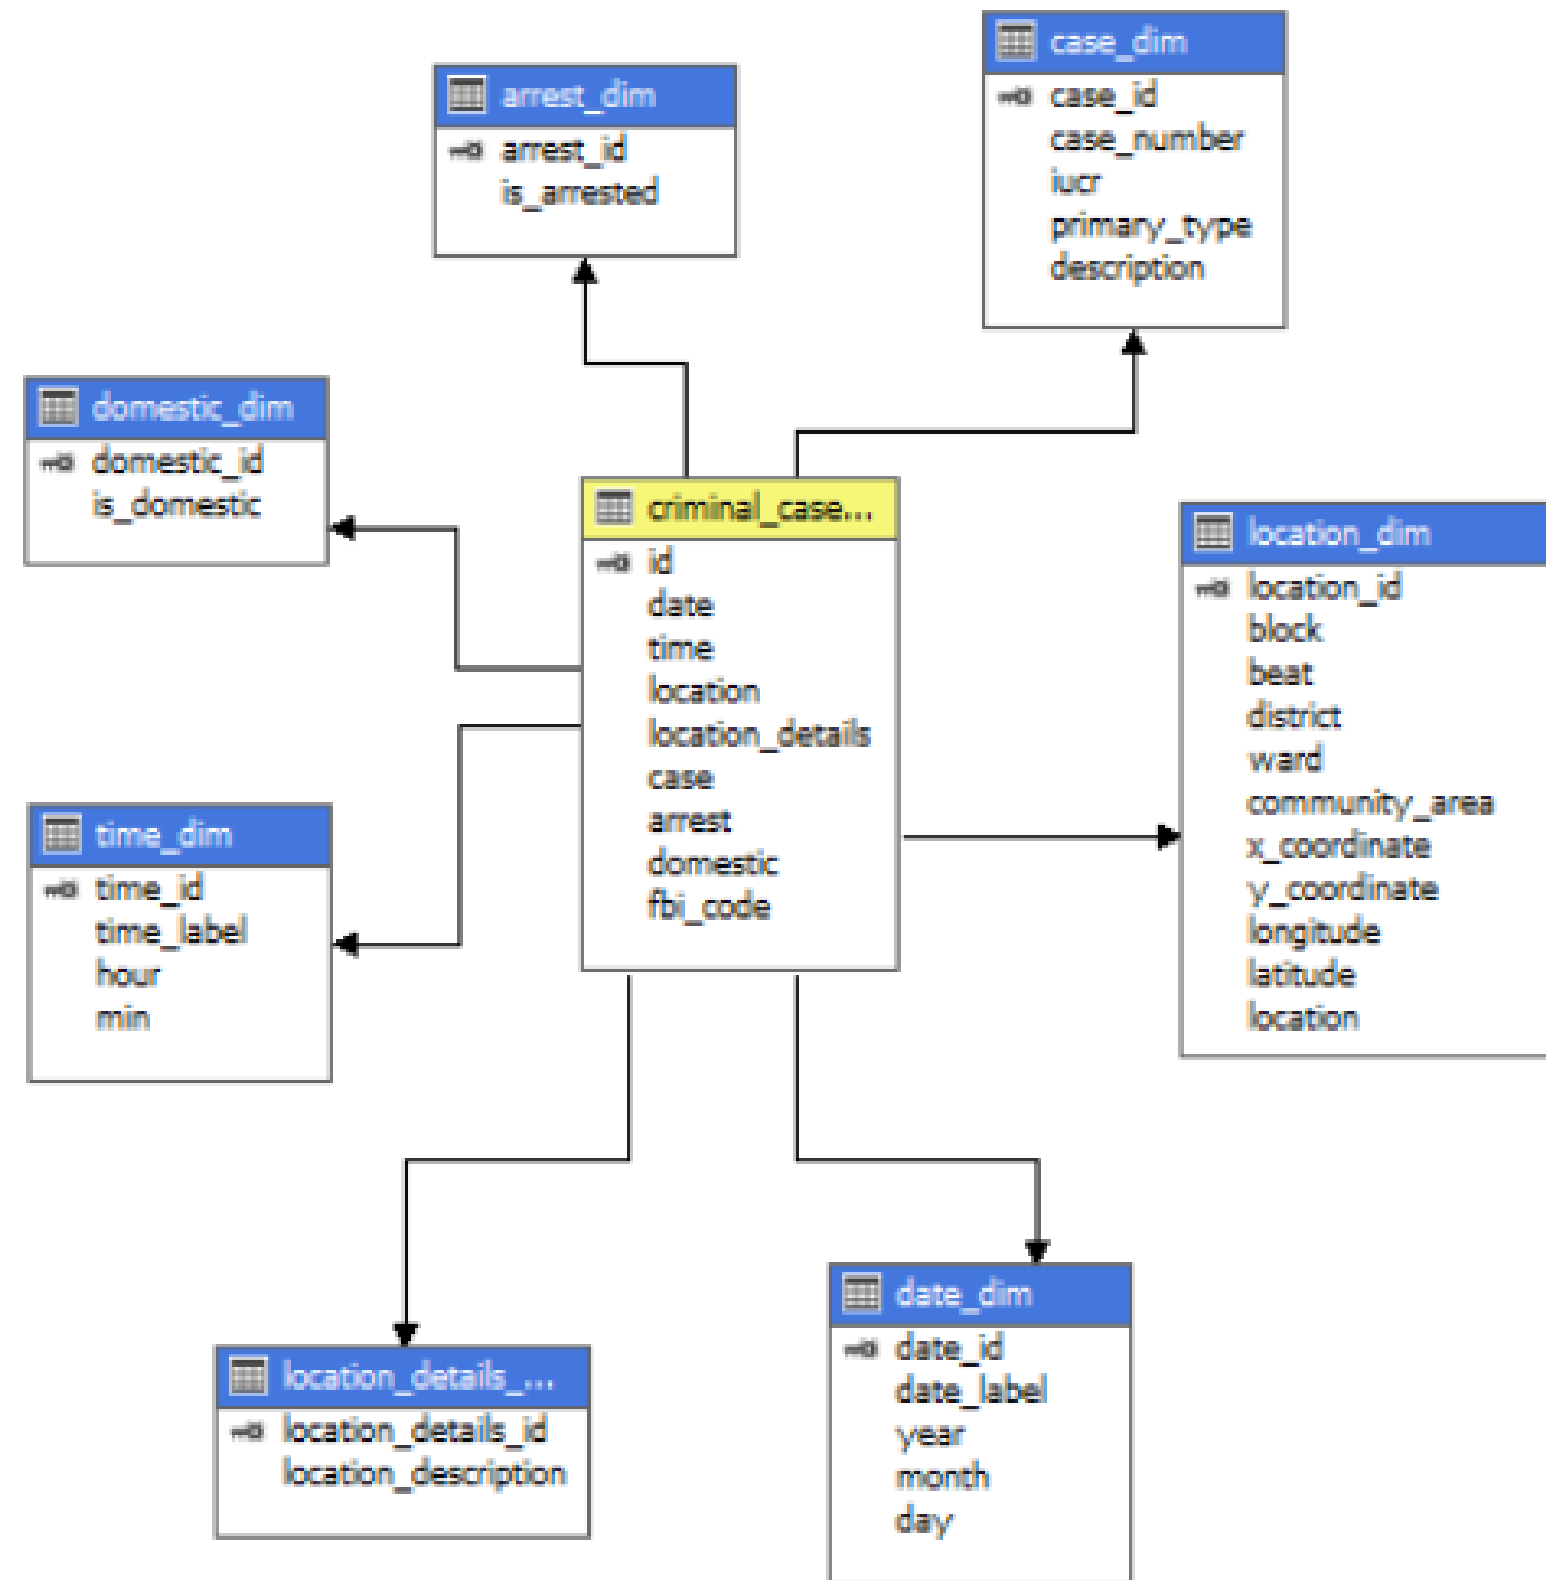 case_dim
case_id
case_number
iucr
primary_type
description
arrest_dim
arrest_id
is_arrested
domestic_dim
domestic_id
is_domestic
criminal_case...
id
date
time
location
location_details
case
arrest
domestic
fbi_code
location_dim
location_id
block
beat
district
ward
community_area
x_coordinate
y_coordinate
longitude
latitude
location
time_dim
time_id
time_label
hour
min
location_details_...
location_details_id
location_description
date_dim
date_id
date_label
year
month
day